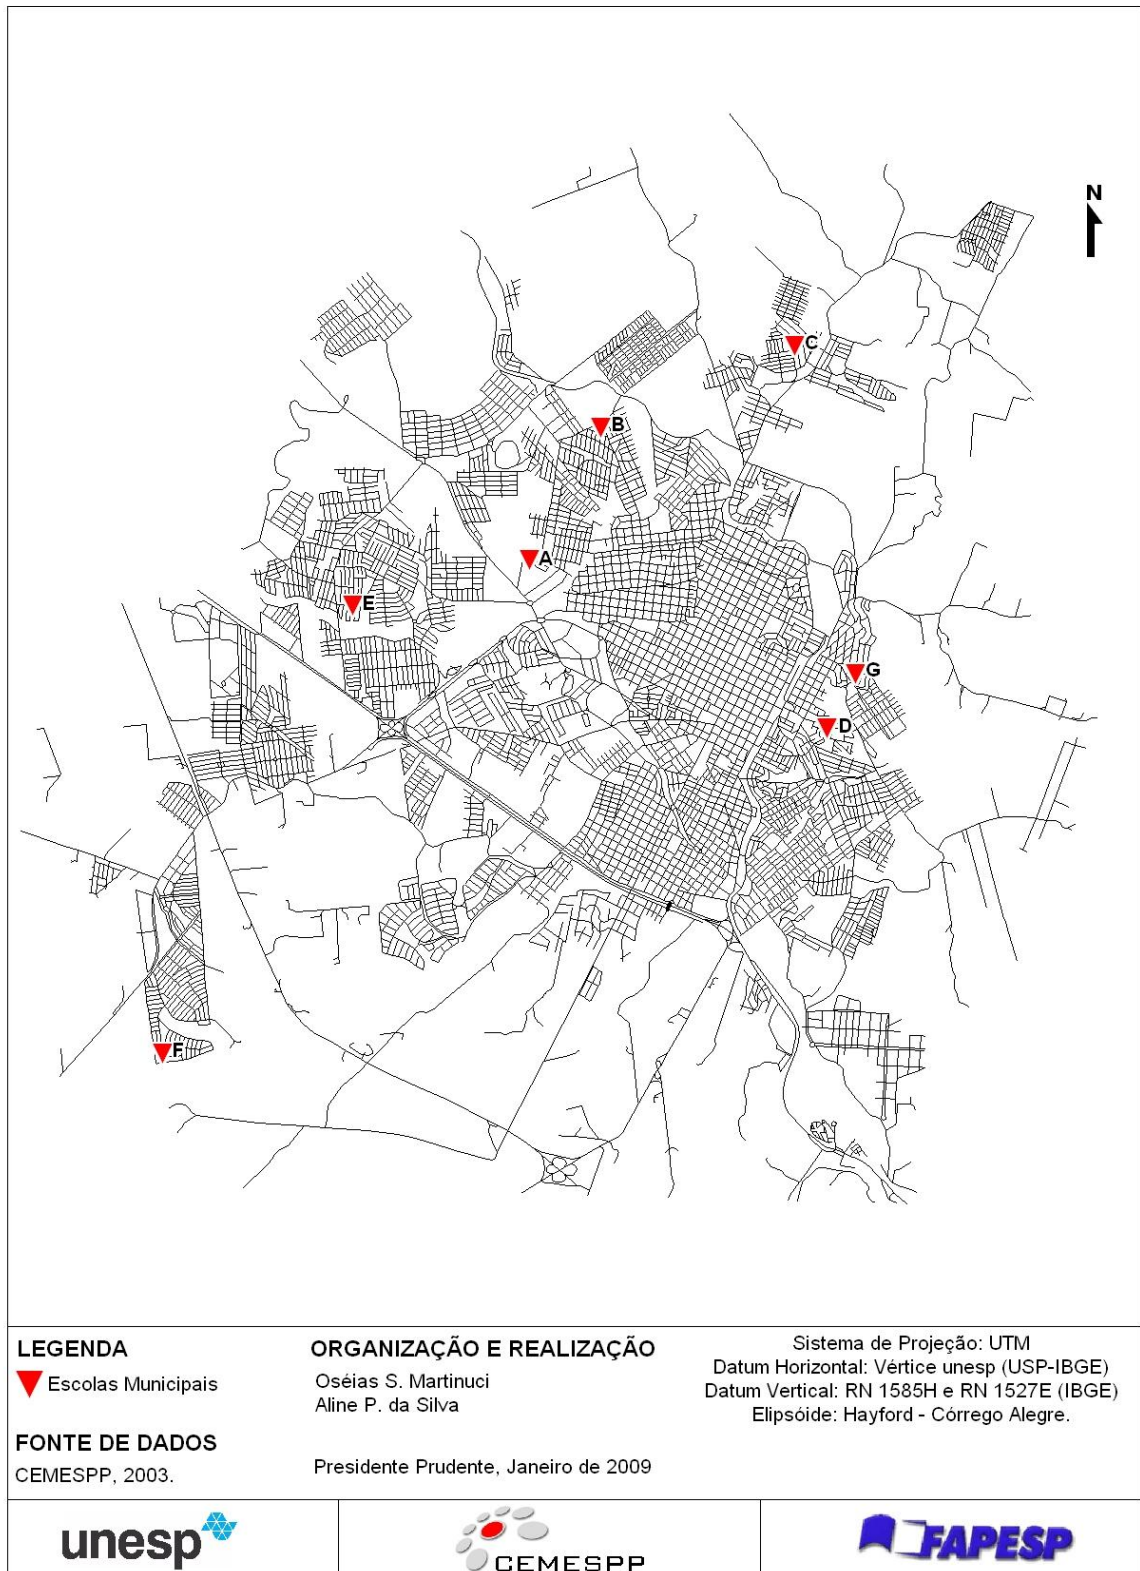 N
C
B
A
E
G
D
F
LEGENDA
Escolas Municipais
FONTE DE DADOS
CEMESPP, 2003.
ORGANIZAÇÃO E REALIZAÇÃO
Oséias S. Martinuci
Aline P. da Silva
Presidente Prudente, Janeiro de 2009
Sistema de Projeção: UTM
Datum Horizontal: Vértice unesp (USP-IBGE)
Datum Vertical: RN 1585H e RN 1527E (IBGE)
Elipsóide: Hayford - Córrego Alegre.
unesp
CEMESPP
FAPESP